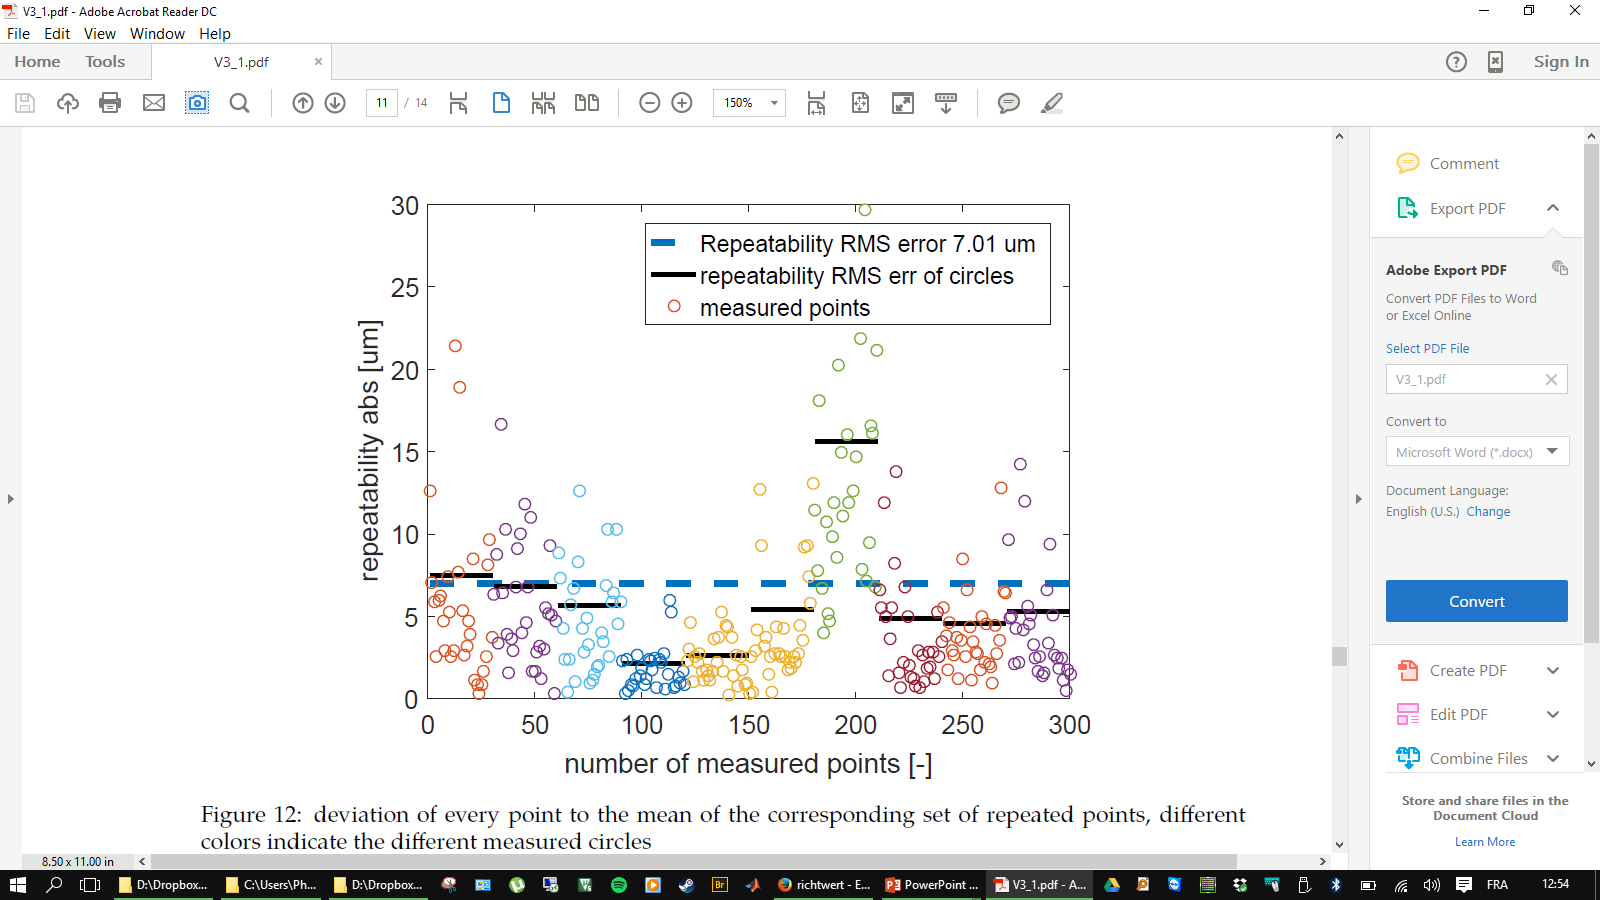 V3_1.pdf - Adobe Acrobat Reader DC
File Edit View Window Help
Home Tools V3_1.pdf × Sign In
11 / 14 150%
30
25
20
15
10
5
0
repeatability abs [um]
Repeatability RMS error 7.01 um
repeatability RMS err of circles
measured points
0 50 100 150 200 250 300
number of measured points [-]
Figure 12: deviation of every point to the mean of the corresponding set of repeated points, different
colors indicate the different measured circles
8.50 x 11.00 in
Comment
Export PDF
Adobe Export PDF
Convert PDF Files to Word
or Excel Online
Select PDF File
V3_1.pdf
Convert to
Microsoft Word (*.docx)
Document Language:
English (U.S.) Change
Convert
Create PDF
Edit PDF
Combine Files
Store and share files in the
Document Cloud
Learn More
D:\Dropbox... C:\Users\Ph... D:\Dropbox... Br richtwert - E... PowerPoint ... V3_1.pdf - A... FRA 12:54